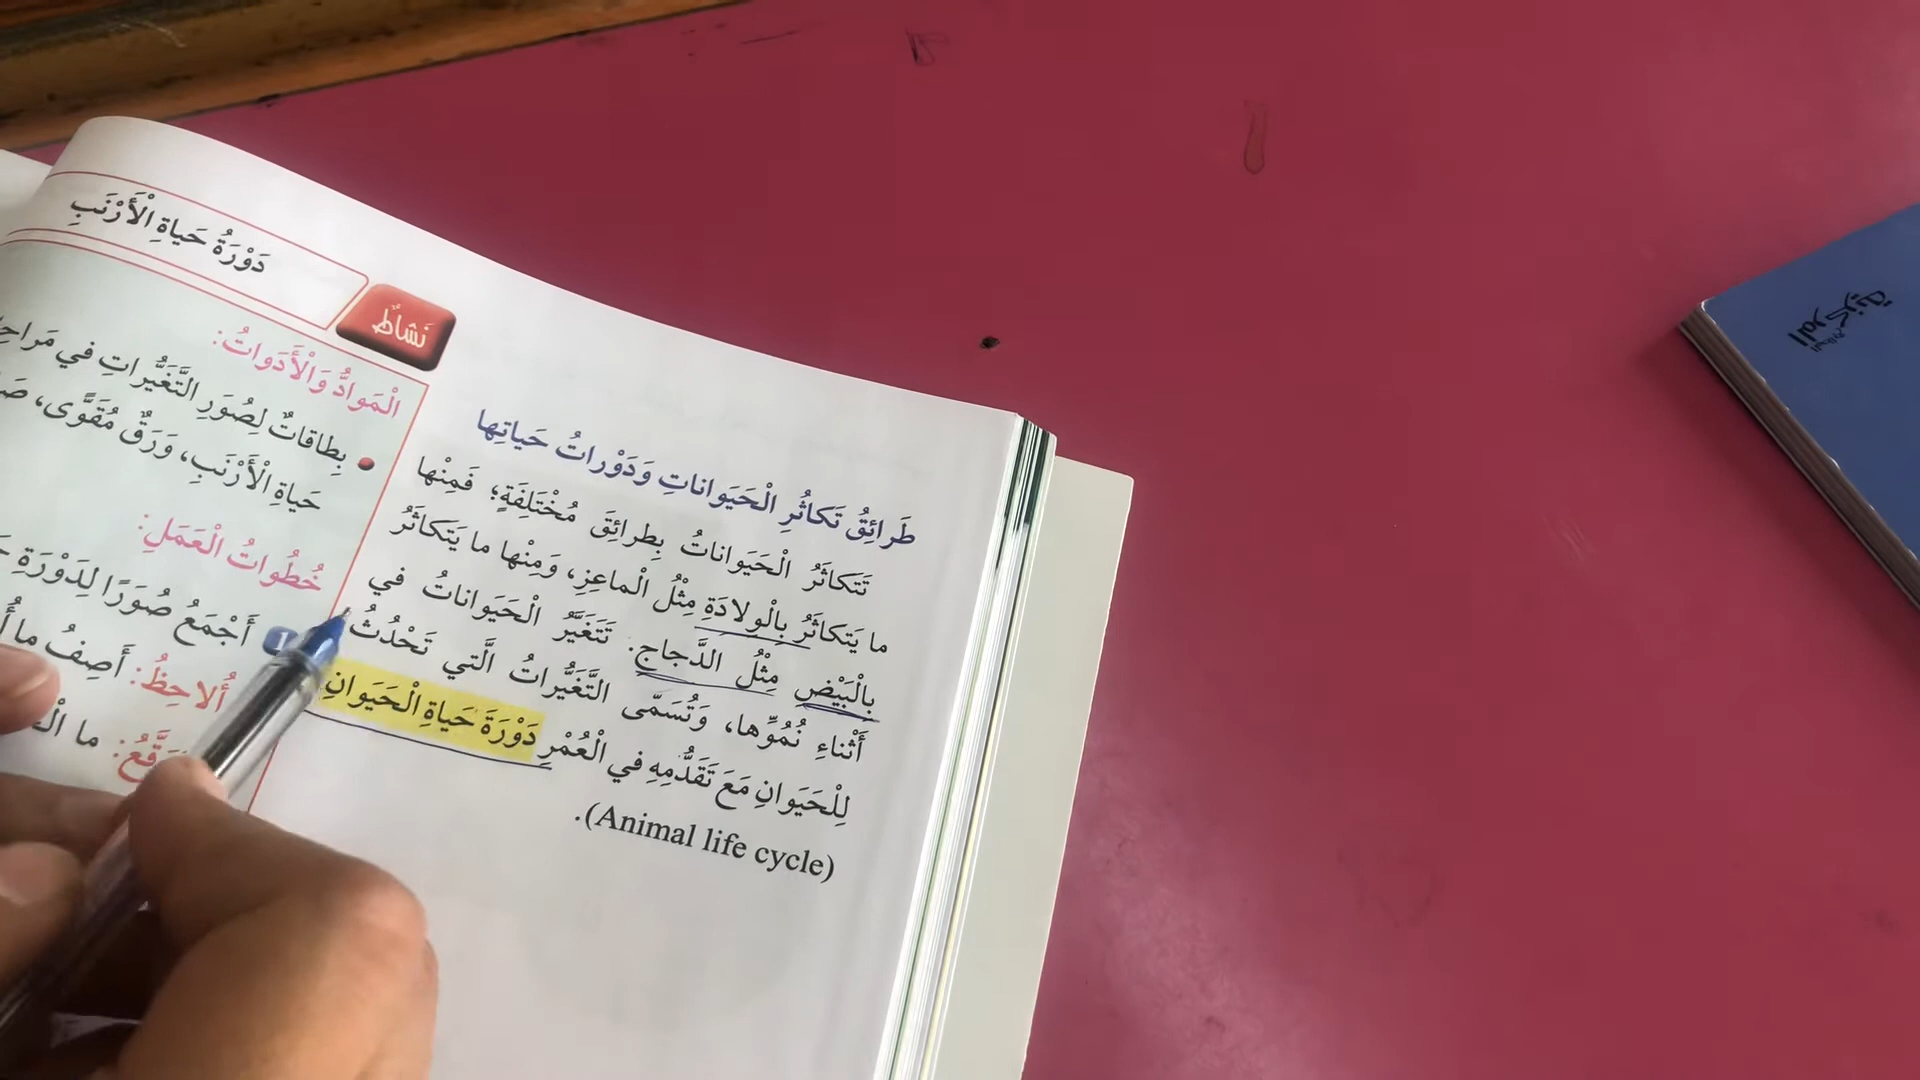 طَرائِقُ تَكاثُرِ الْحَيَواناتِ وَدَوْراتُ حَياتِها
تَتَكاثَرُ الْحَيَواناتُ بِطَرائِقَ مُخْتَلِفَةٍ؛ فَمِنْها
ما يَتَكاثَرُ بِالْوِلادَةِ مِثْلُ الْماعِزِ، وَمِنْها ما يَتَكاثَرُ
بِالْبَيْضِ مِثْلُ الدَّجاجِ. تَتَغَيَّرُ الْحَيَواناتُ في
أَثْناءِ نُمُوِّها، وَتُسَمّى التَّغَيُّراتُ الَّتي تَحْدُثُ
لِلْحَيَوانِ مَعَ تَقَدُّمِهِ في الْعُمْرِ دَوْرَةَ حَياةِ الْحَيَوانِ
(Animal life cycle).
نَشاطٌ
دَوْرَةُ حَياةِ الْأَرْنَبِ
الْمَوادُّ وَالْأَدَواتُ:
بِطاقاتٌ لِصُوَرِ التَّغَيُّراتِ في
حَياةِ الْأَرْنَبِ، وَرَقٌ مُقَوًّى،
خُطُواتُ الْعَمَلِ:
1 أَجْمَعُ صُوَرًا لِدَوْرَةِ
أُلاحِظُ: أَصِفُ ما
ما